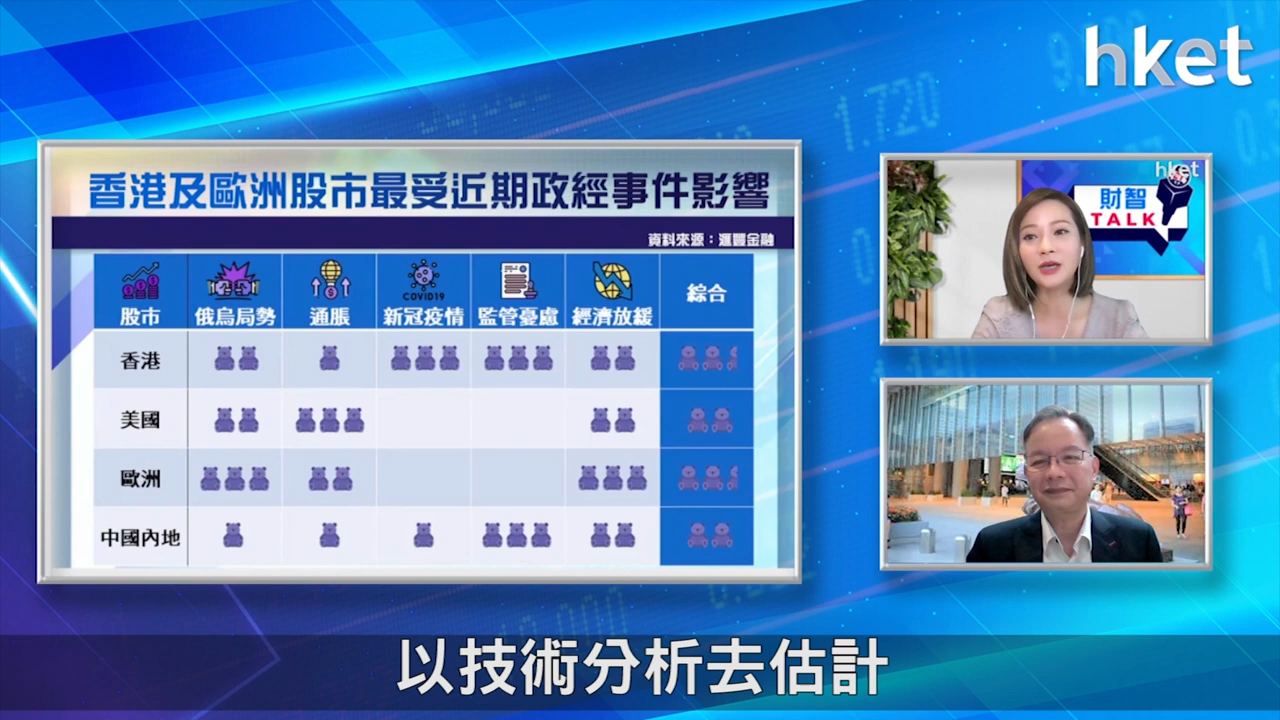 hket
香港及歐洲股市最受近期政經事件影響
資料來源：滙豐金融
股市 俄烏局勢 通脹 COVID19 新冠疫情 監管憂慮 經濟放緩 綜合
香港
美國
歐洲
中國內地
hket
財智
TALK
1.720
以技術分析去估計